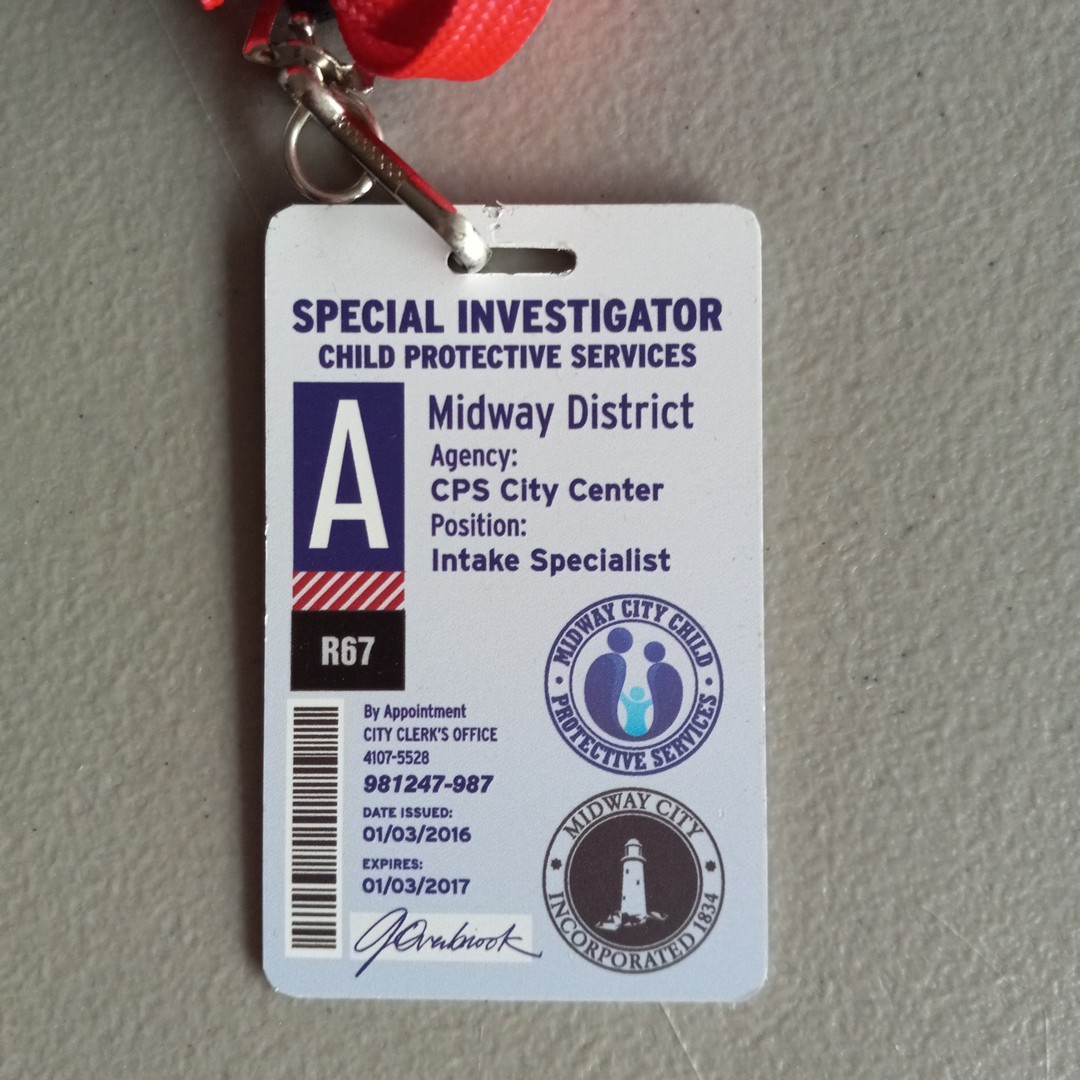 SPECIAL INVESTIGATOR
CHILD PROTECTIVE SERVICES
A
R67
Midway District
Agency:
CPS City Center
Position:
Intake Specialist
MIDWAY CITY CHILD
PROTECTIVE SERVICES
By Appointment
CITY CLERK'S OFFICE
4107-5528
981247-987
DATE ISSUED:
01/03/2016
EXPIRES:
01/03/2017
JOverbrook
MIDWAY CITY
INCORPORATED 1834